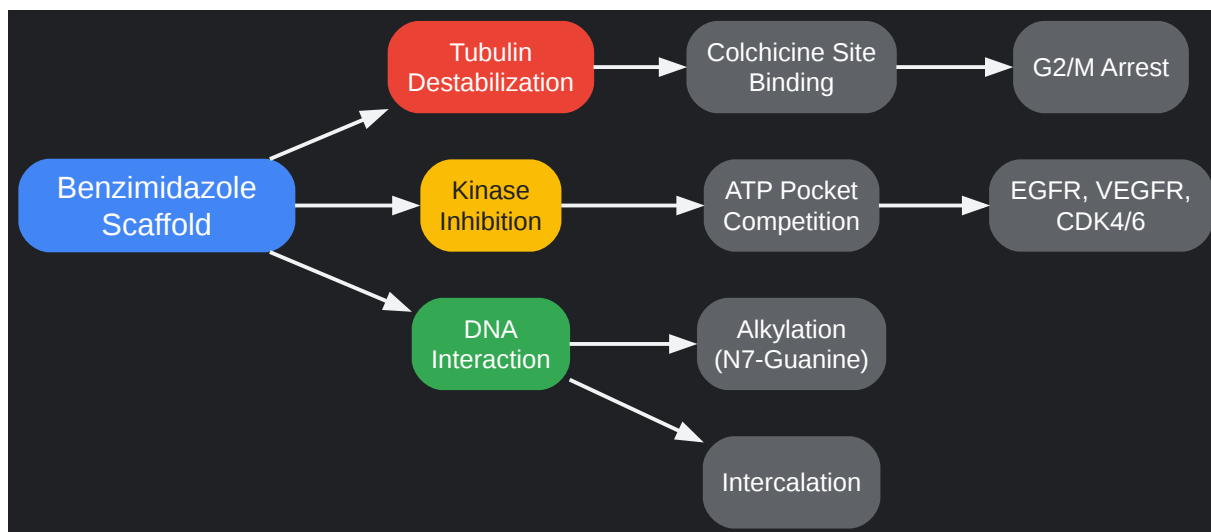 Benzimidazole
Scaffold
Tubulin
Destabilization
Colchicine Site
Binding
G2/M Arrest
Kinase
Inhibition
ATP Pocket
Competition
EGFR, VEGFR,
CDK4/6
DNA
Interaction
Alkylation
(N7-Guanine)
Intercalation